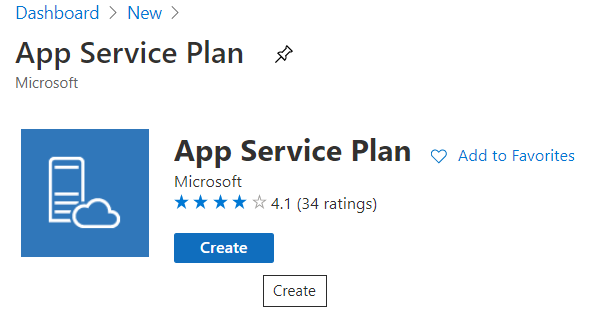 Dashboard > New >
App Service Plan
Microsoft
App Service Plan Add to Favorites
Microsoft
4.1 (34 ratings)
Create
Create